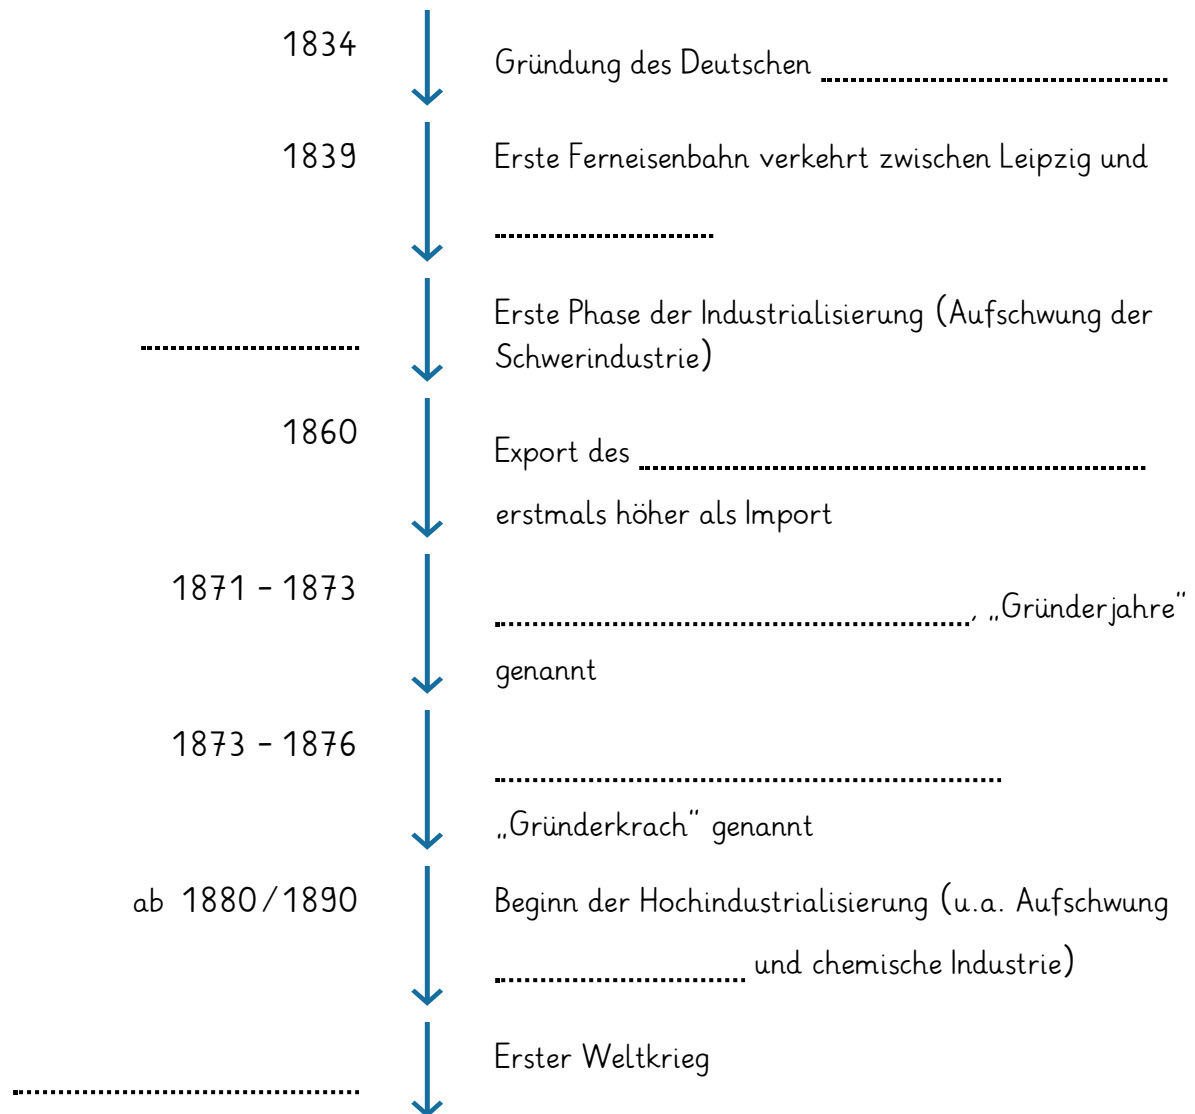 1834
Gründung des Deutschen
1839
Erste Ferneisenbahn verkehrt zwischen Leipzig und
Erste Phase der Industrialisierung (Aufschwung der
Schwerindustrie)
1860
Export des
erstmals höher als Import
1871 – 1873
, „Gründerjahre“
genannt
1873 – 1876
„Gründerkrach“ genannt
ab 1880/1890
Beginn der Hochindustrialisierung (u.a. Aufschwung
und chemische Industrie)
Erster Weltkrieg